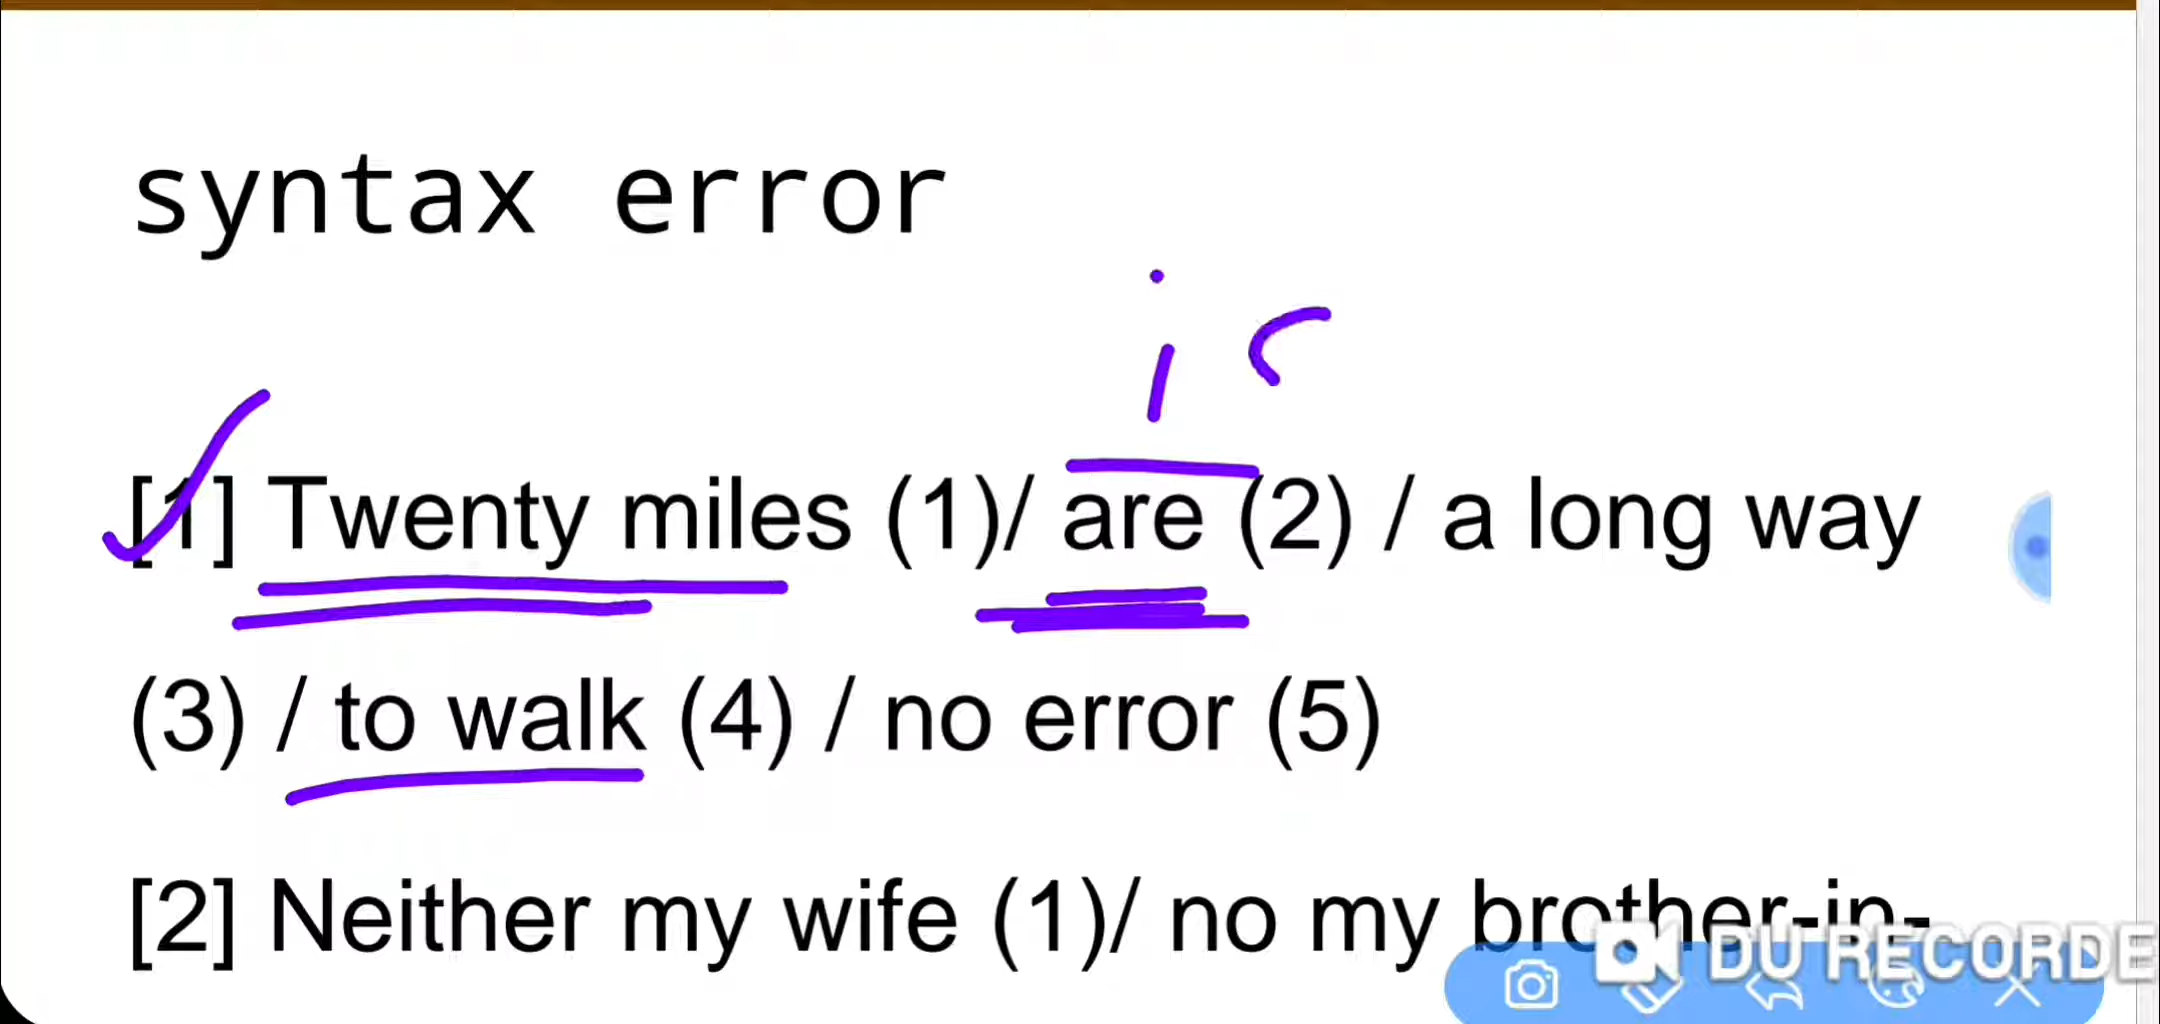 syntax error
[1] Twenty miles (1)/ are (2) / a long way
(3) / to walk (4) / no error (5)
[2] Neither my wife (1)/ no my brother-in-
DU RECORDE